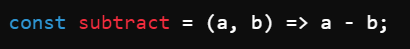 const subtract = (a, b) => a - b;